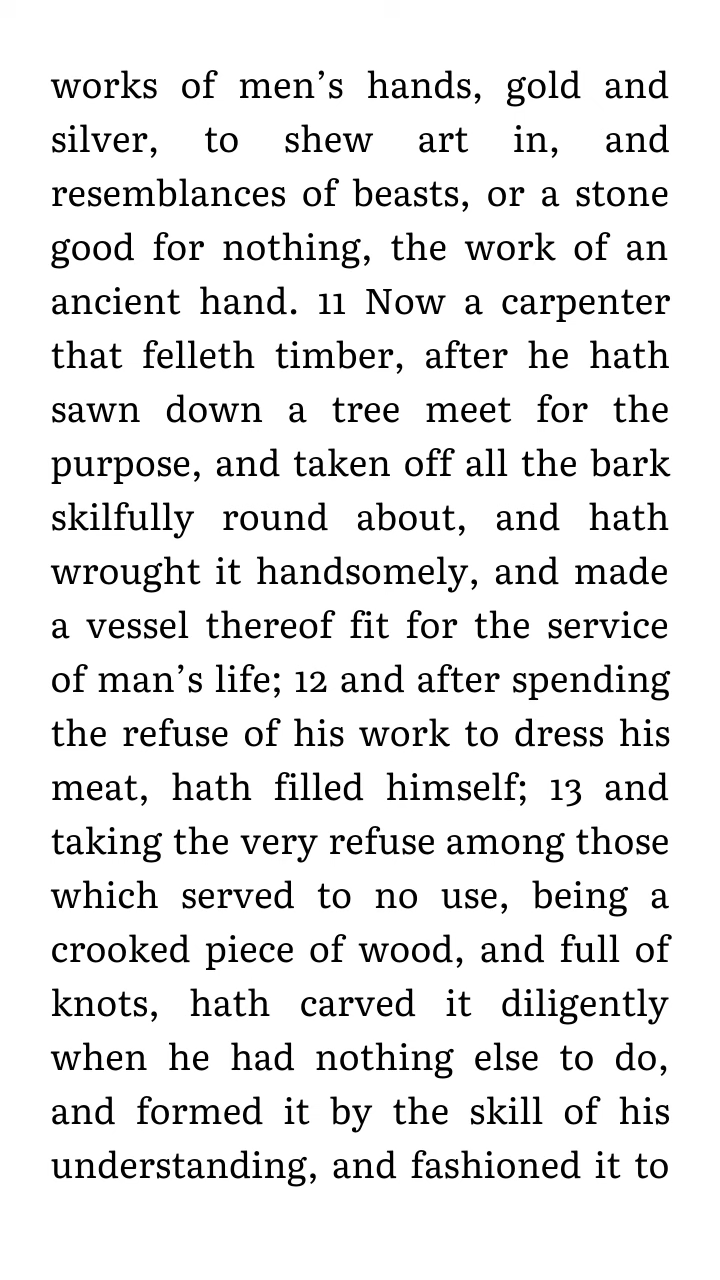 works of men’s hands, gold and
silver, to shew art in, and
resemblances of beasts, or a stone
good for nothing, the work of an
ancient hand. 11 Now a carpenter
that felleth timber, after he hath
sawn down a tree meet for the
purpose, and taken off all the bark
skilfully round about, and hath
wrought it handsomely, and made
a vessel thereof fit for the service
of man’s life; 12 and after spending
the refuse of his work to dress his
meat, hath filled himself; 13 and
taking the very refuse among those
which served to no use, being a
crooked piece of wood, and full of
knots, hath carved it diligently
when he had nothing else to do,
and formed it by the skill of his
understanding, and fashioned it to